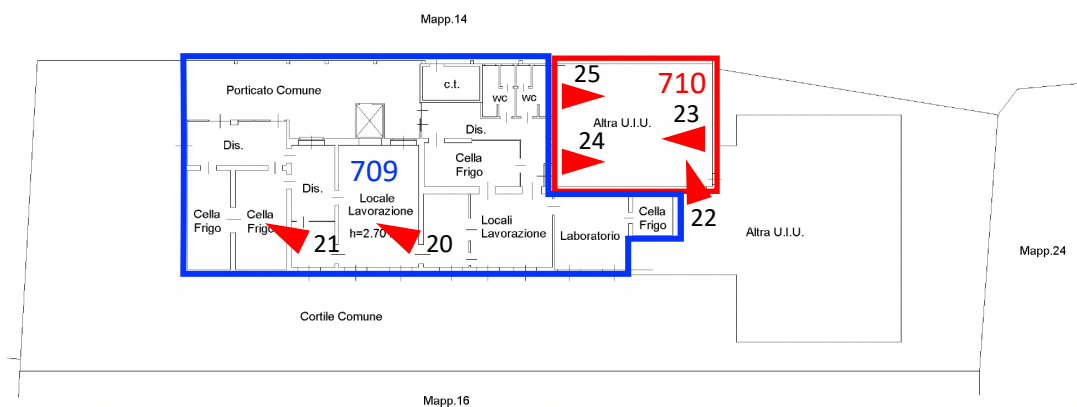 Mapp.14
25
710
c.t.
wc
wc
Porticato Comune
23
Altra U.I.U.
Dis.
24
Dis.
Cella
Frigo
709
Dis.
Locale
Lavorazione
Cella
Frigo
Cella
Frigo
Locali
Lavorazione
Cella
Frigo
22
h=2.70
21
20
Laboratorio
Altra U.I.U.
Mapp.24
Cortile Comune
Mapp.16